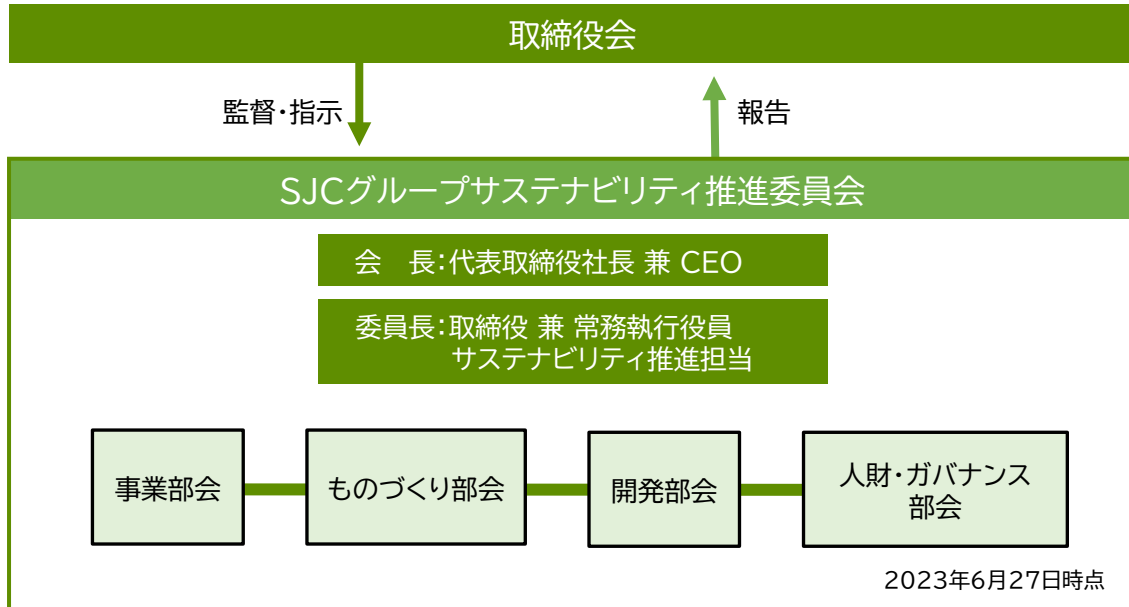 取締役会
監督・指示
報告
SJCグループサステナビリティ推進委員会
会　長：代表取締役社長 兼 CEO
委員長：取締役 兼 常務執行役員
サステナビリティ推進担当
事業部会
ものづくり部会
開発部会
人財・ガバナンス
部会
2023年6月27日時点